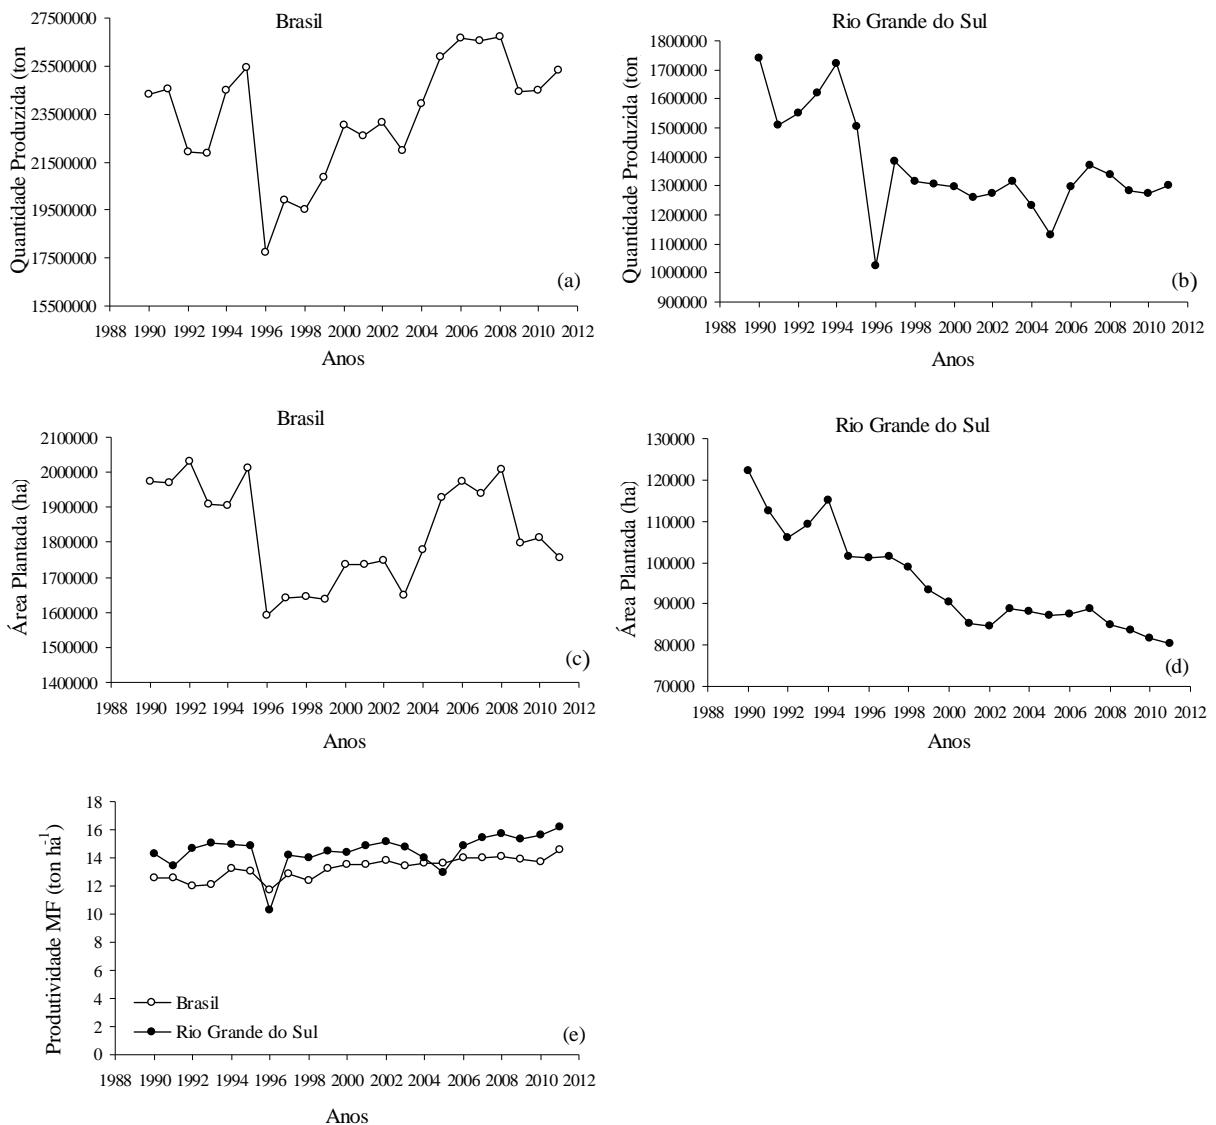 Brasil
Quantidade Produzida (ton
27500000
25500000
23500000
21500000
19500000
17500000
15500000
(a)
1988 1990 1992 1994 1996 1998 2000 2002 2004 2006 2008 2010 2012
Anos
Rio Grande do Sul
Quantidade Produzida (ton
1800000
1700000
1600000
1500000
1400000
1300000
1200000
1100000
1000000
900000
(b)
1988 1990 1992 1994 1996 1998 2000 2002 2004 2006 2008 2010 2012
Anos
Brasil
Área Plantada (ha)
2100000
2000000
1900000
1800000
1700000
1600000
1500000
1400000
(c)
1988 1990 1992 1994 1996 1998 2000 2002 2004 2006 2008 2010 2012
Anos
Rio Grande do Sul
Área Plantada (ha)
130000
120000
110000
100000
90000
80000
70000
(d)
1988 1990 1992 1994 1996 1998 2000 2002 2004 2006 2008 2010 2012
Anos
Produtividade MF (ton ha⁻¹)
18
16
14
12
10
8
6
4
2
0
Brasil
Rio Grande do Sul
(e)
1988 1990 1992 1994 1996 1998 2000 2002 2004 2006 2008 2010 2012
Anos